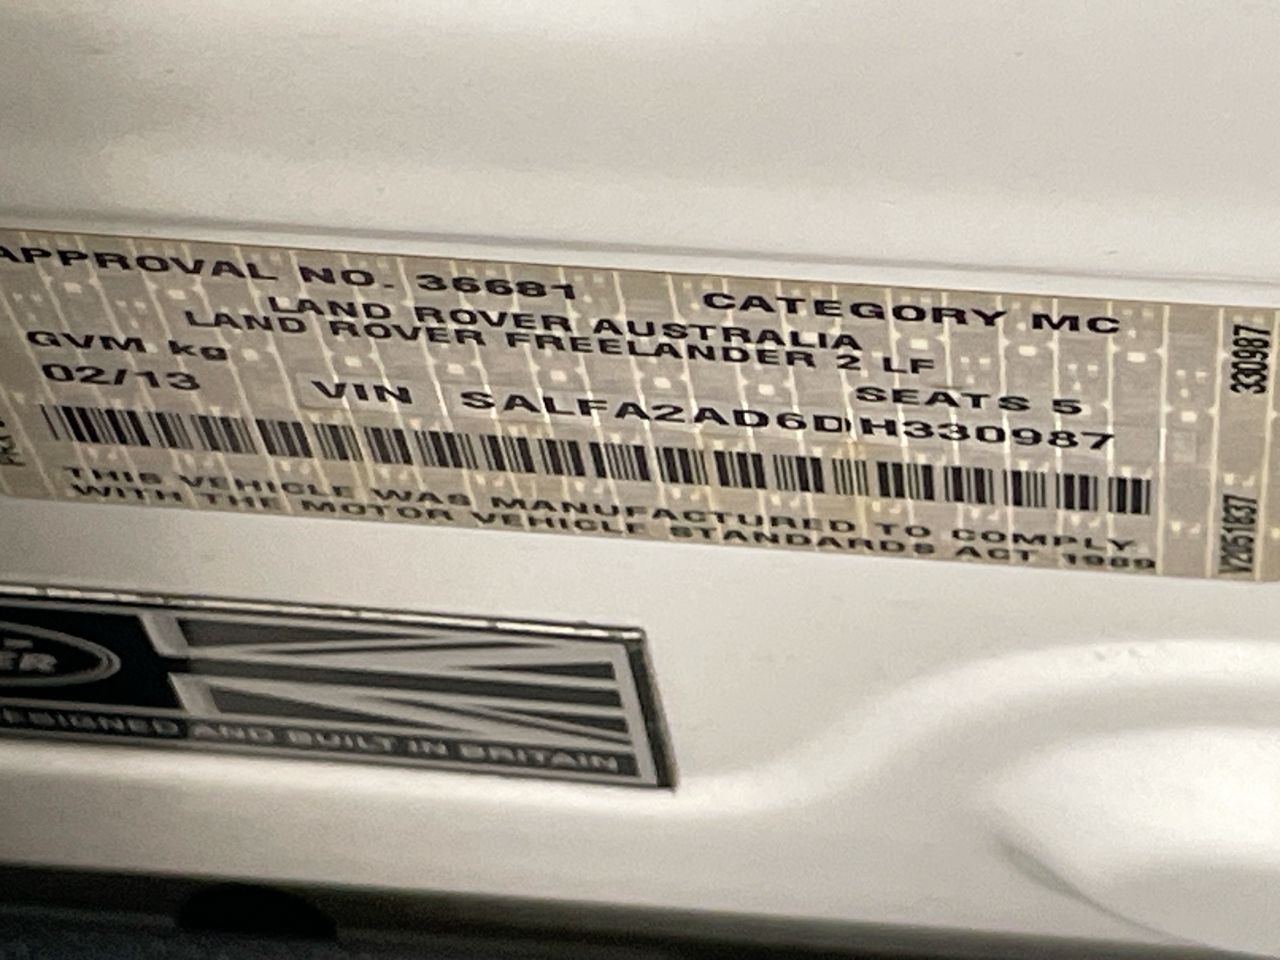 APPROVAL NO. 36681 CATEGORY MC
LAND ROVER AUSTRALIA
LAND ROVER FREELANDER 2 LF
GVM kg SEATS 5
02/13 VIN SALFA2AD6DH330987
THIS VEHICLE WAS MANUFACTURED TO COMPLY
WITH THE MOTOR VEHICLE STANDARDS ACT 1989
330987
V2051837
DESIGNED AND BUILT IN BRITAIN